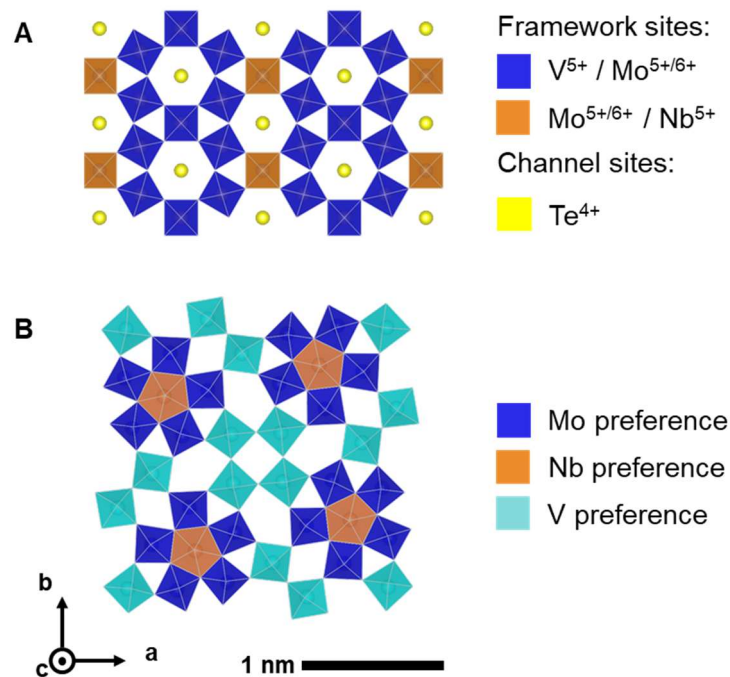 A
Framework sites:
V⁵⁺ / Mo⁵⁺/⁶⁺
Mo⁵⁺/⁶⁺ / Nb⁵⁺
Channel sites:
Te⁴⁺
B
Mo preference
Nb preference
V preference
b
a
c
1 nm